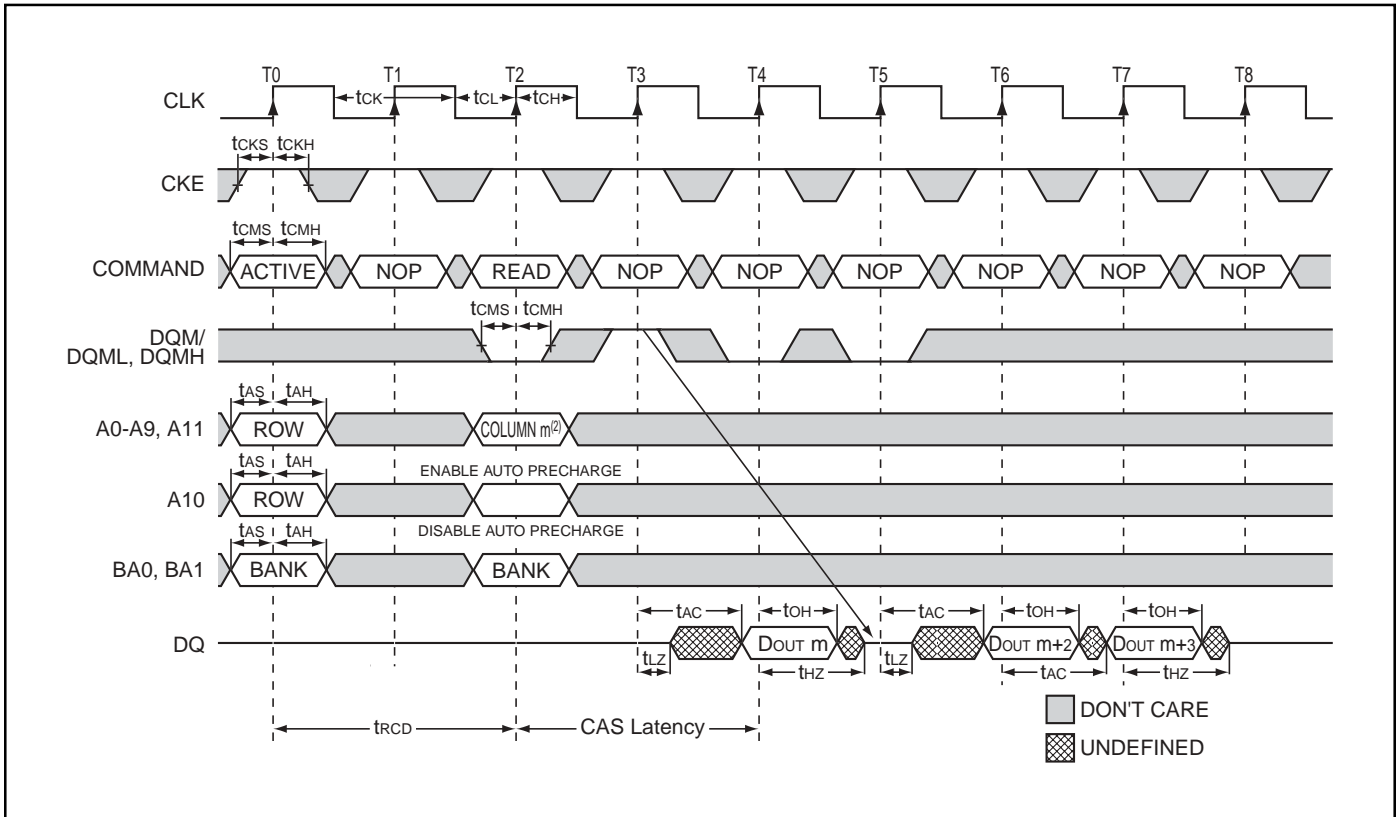 T0 T1 T2 T3 T4 T5 T6 T7 T8
CLK tCK tCL tCH
tCKS tCKH
CKE
tCMS tCMH
COMMAND ACTIVE NOP READ NOP NOP NOP NOP NOP NOP
tCMS tCMH
DQM/
DQML, DQMH
tAS tAH
A0-A9, A11 ROW COLUMN m(2)
tAS tAH ENABLE AUTO PRECHARGE
A10 ROW
tAS tAH DISABLE AUTO PRECHARGE
BA0, BA1 BANK BANK
tAC tOH tAC tOH tOH
DQ DOUT m DOUT m+2 DOUT m+3
tLZ tHZ tLZ tAC tHZ
DON'T CARE
tRCD CAS Latency
UNDEFINED